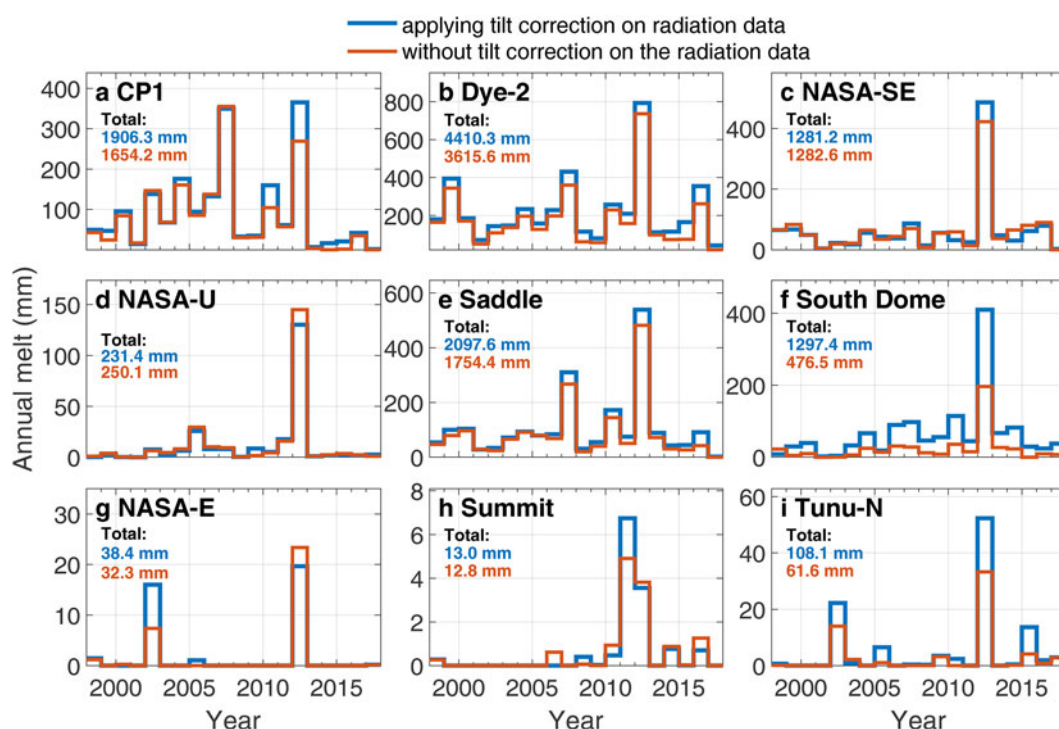 applying tilt correction on radiation data
without tilt correction on the radiation data
Annual melt (mm)
a CP1
Total:
1906.3 mm
1654.2 mm
400
300
200
100
b Dye-2
Total:
4410.3 mm
3615.6 mm
800
600
400
200
c NASA-SE
Total:
1281.2 mm
1282.6 mm
400
200
0
d NASA-U
Total:
231.4 mm
250.1 mm
150
100
50
0
e Saddle
Total:
2097.6 mm
1754.4 mm
600
400
200
0
f South Dome
Total:
1297.4 mm
476.5 mm
400
200
0
g NASA-E
Total:
38.4 mm
32.3 mm
30
20
10
0
2000 2005 2010 2015
Year
h Summit
Total:
13.0 mm
12.8 mm
8
6
4
2
0
2000 2005 2010 2015
Year
i Tunu-N
Total:
108.1 mm
61.6 mm
60
40
20
0
2000 2005 2010 2015
Year